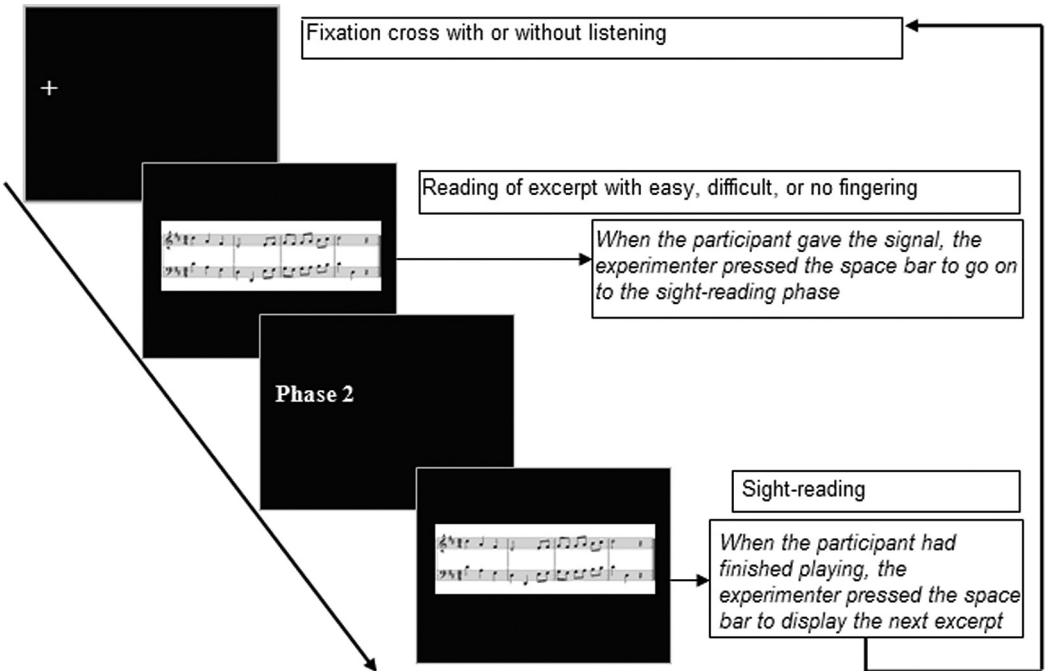 Fixation cross with or without listening
+
Reading of excerpt with easy, difficult, or no fingering
When the participant gave the signal, the
experimenter pressed the space bar to go on
to the sight-reading phase
Phase 2
Sight-reading
When the participant had
finished playing, the
experimenter pressed the space
bar to display the next excerpt